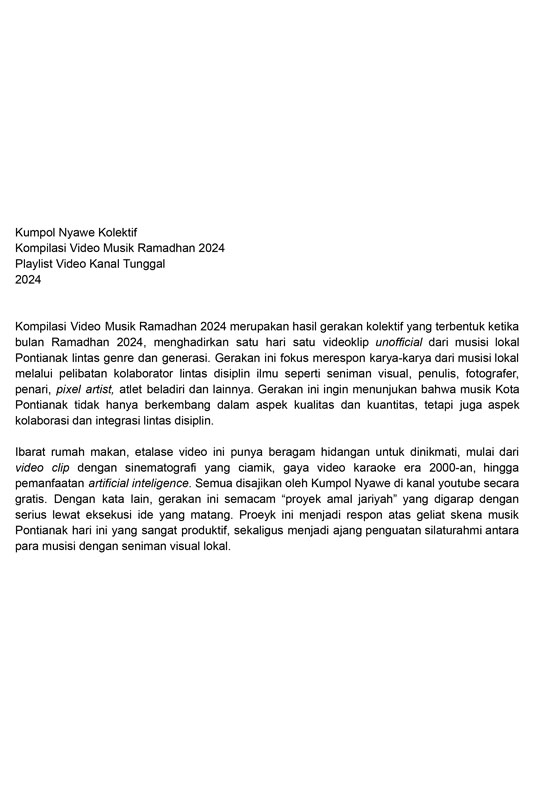 Kumpol Nyawe Kolektif
Kompilasi Video Musik Ramadhan 2024
Playlist Video Kanal Tunggal
2024
Kompilasi Video Musik Ramadhan 2024 merupakan hasil gerakan kolektif yang terbentuk ketika
bulan Ramadhan 2024, menghadirkan satu hari satu videoklip unofficial dari musisi lokal
Pontianak lintas genre dan generasi. Gerakan ini fokus merespon karya-karya dari musisi lokal
melalui pelibatan kolaborator lintas disiplin ilmu seperti seniman visual, penulis, fotografer,
penari, pixel artist, atlet beladiri dan lainnya. Gerakan ini ingin menunjukan bahwa musik Kota
Pontianak tidak hanya berkembang dalam aspek kualitas dan kuantitas, tetapi juga aspek
kolaborasi dan integrasi lintas disiplin.
Ibarat rumah makan, etalase video ini punya beragam hidangan untuk dinikmati, mulai dari
video clip dengan sinematografi yang ciamik, gaya video karaoke era 2000-an, hingga
pemanfaatan artificial inteligence. Semua disajikan oleh Kumpol Nyawe di kanal youtube secara
gratis. Dengan kata lain, gerakan ini semacam “proyek amal jariyah” yang digarap dengan
serius lewat eksekusi ide yang matang. Proeyk ini menjadi respon atas geliat skena musik
Pontianak hari ini yang sangat produktif, sekaligus menjadi ajang penguatan silaturahmi antara
para musisi dengan seniman visual lokal.